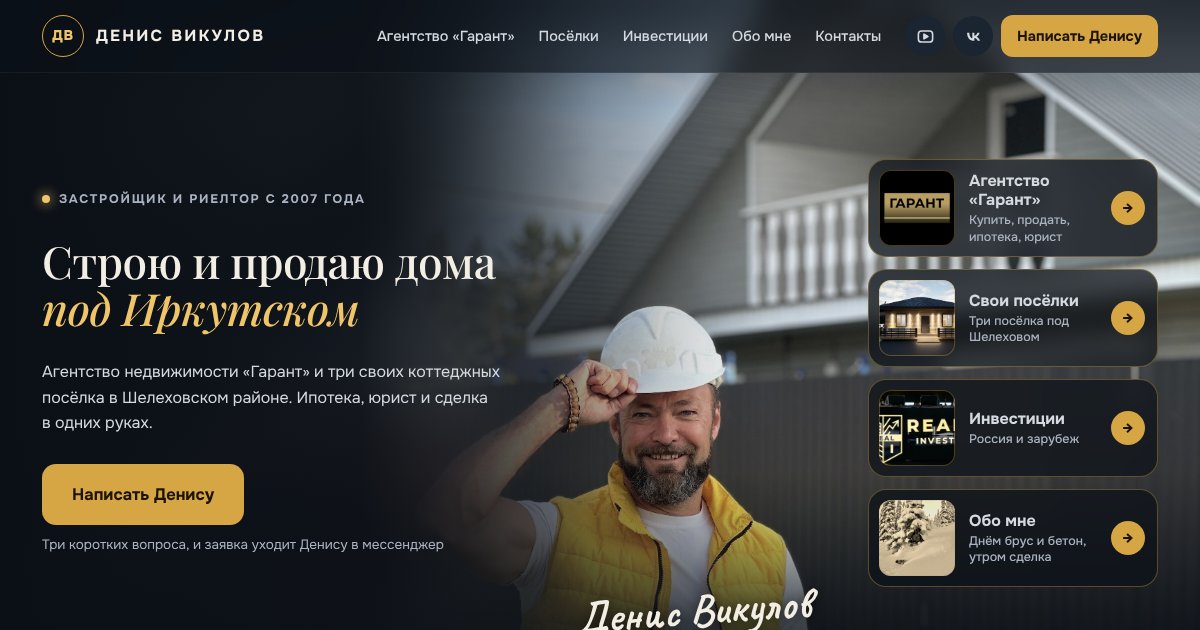 ДВ
ДЕНИС ВИКУЛОВ
Агентство «Гарант»
Посёлки
Инвестиции
Обо мне
Контакты
Написать Денису
ЗАСТРОЙЩИК И РИЕЛТОР С 2007 ГОДА
Строю и продаю дома
под Иркутском
Агентство недвижимости «Гарант» и три своих коттеджных
посёлка в Шелеховском районе. Ипотека, юрист и сделка
в одних руках.
Написать Денису
Три коротких вопроса, и заявка уходит Денису в мессенджер
Денис Викулов
ГАРАНТ
Агентство
«Гарант»
Купить, продать,
ипотека, юрист
Свои посёлки
Три посёлка под
Шелеховом
REA
INVEST
Инвестиции
Россия и зарубеж
Обо мне
Днём брус и бетон,
утром сделка